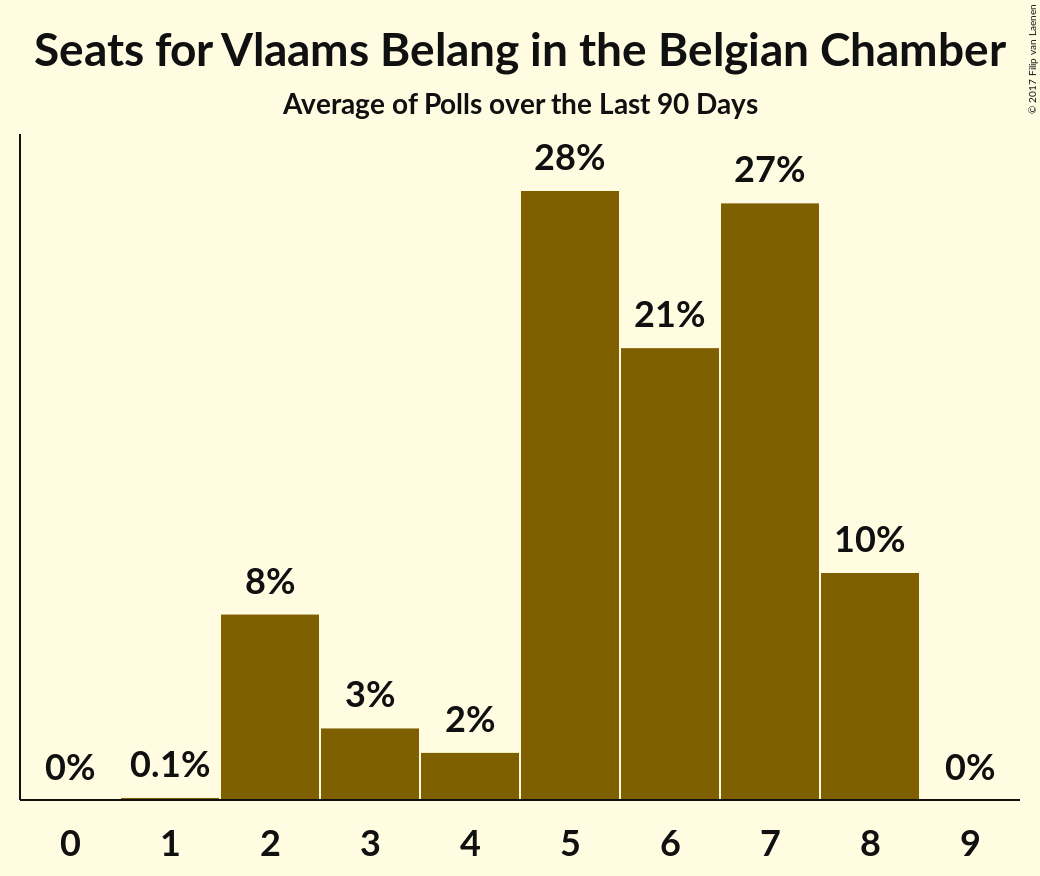 Seats for Vlaams Belang in the Belgian Chamber
Average of Polls over the Last 90 Days
© 2017 Filip van Laenen
28%
27%
21%
10%
8%
3%
2%
0%
0.1%
0%
0 1 2 3 4 5 6 7 8 9